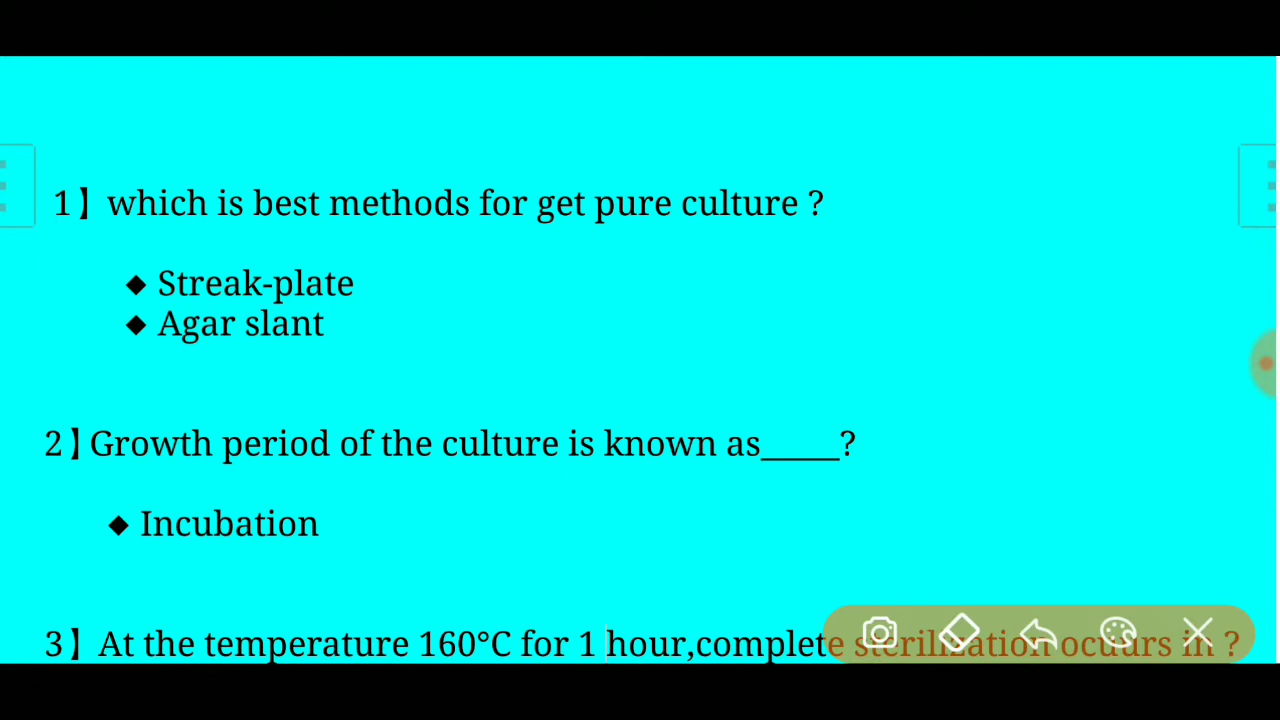 1】which is best methods for get pure culture ?
◆ Streak-plate
◆ Agar slant
2】Growth period of the culture is known as_____?
◆ Incubation
3】At the temperature 160°C for 1 hour,complete sterilization ocuurs in ?